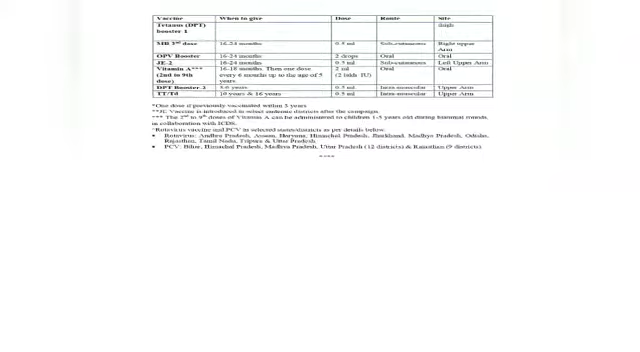 Vaccine When to give Dose Route Site
Tetanus (DPT) booster 1 thigh
MR 2nd dose 16-24 months 0.5 ml Sub-cutaneous Right upper Arm
OPV Booster 16-24 months 2 drops Oral Oral
JE-2 16-24 months 0.5 ml Sub-cutaneous Left Upper Arm
Vitamin A*** (2nd to 9th dose) 16-18 months. Then one dose every 6 months up to the age of 5 years 2 ml (2 lakh IU) Oral Oral
DPT Booster-2 5-6 years 0.5 ml Intra-muscular Upper Arm
TT/Td 10 years & 16 years 0.5 ml Intra-muscular Upper Arm
*One dose if previously vaccinated within 3 years
**JE Vaccine is introduced in select endemic districts after the campaign.
*** The 2nd to 9th doses of Vitamin A can be administered to children 1-5 years old during biannual rounds,
in collaboration with ICDS.
Rotavirus vaccine and PCV in selected states/districts as per details below.
• Rotavirus: Andhra Pradesh, Assam, Haryana, Himachal Pradesh, Jharkhand, Madhya Pradesh, Odisha,
Rajasthan, Tamil Nadu, Tripura & Uttar Pradesh.
• PCV: Bihar, Himachal Pradesh, Madhya Pradesh, Uttar Pradesh (12 districts) & Rajasthan (9 districts).
****